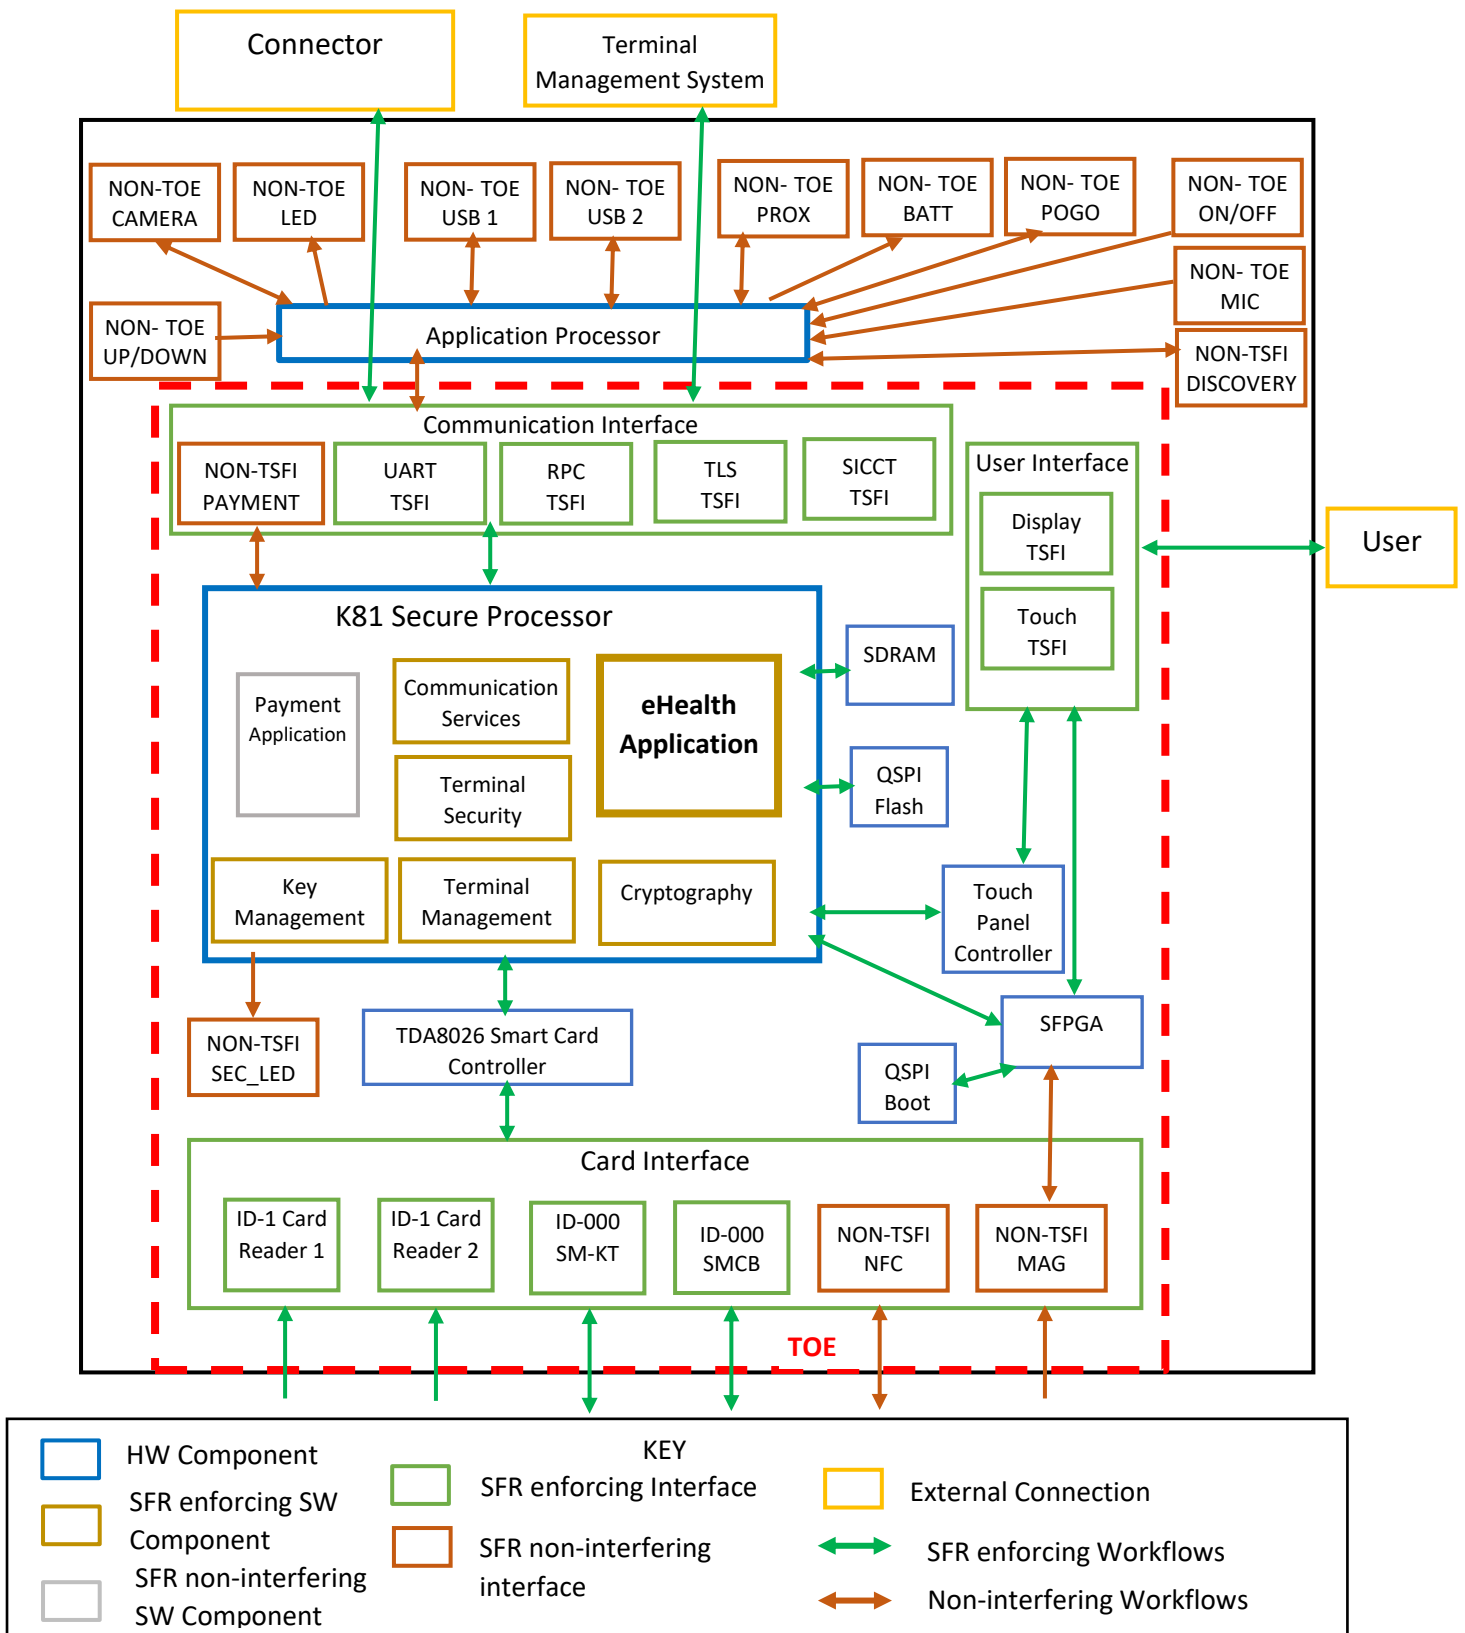 Connector
Terminal
Management System
NON-TOE
CAMERA
NON-TOE
LED
NON- TOE
USB 1
NON- TOE
USB 2
NON- TOE
PROX
NON- TOE
BATT
NON- TOE
POGO
NON- TOE
ON/OFF
NON- TOE
MIC
NON- TOE
UP/DOWN
Application Processor
NON-TSFI
DISCOVERY
Communication Interface
NON-TSFI
PAYMENT
UART
TSFI
RPC
TSFI
TLS
TSFI
SICCT
TSFI
User Interface
Display
TSFI
Touch
TSFI
User
K81 Secure Processor
Payment
Application
Communication
Services
eHealth
Application
Terminal
Security
Key
Management
Terminal
Management
Cryptography
SDRAM
QSPI
Flash
Touch
Panel
Controller
SFPGA
QSPI
Boot
NON-TSFI
SEC_LED
TDA8026 Smart Card
Controller
Card Interface
ID-1 Card
Reader 1
ID-1 Card
Reader 2
ID-000
SM-KT
ID-000
SMCB
NON-TSFI
NFC
NON-TSFI
MAG
TOE
KEY
HW Component
SFR enforcing SW
Component
SFR non-interfering
SW Component
SFR enforcing Interface
SFR non-interfering
interface
External Connection
SFR enforcing Workflows
Non-interfering Workflows